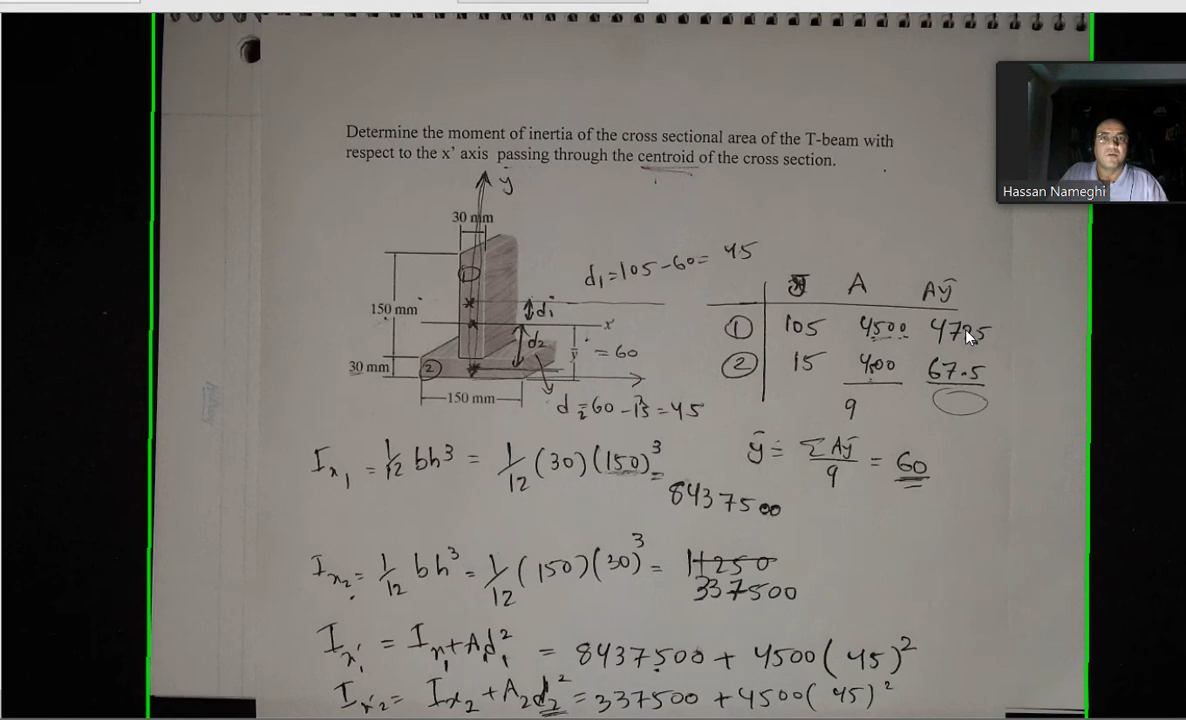 Determine the moment of inertia of the cross sectional area of the T-beam with
respect to the x' axis passing through the centroid of the cross section.
Hassan Nameghi
y
30 mm
d₁=105-60= 45
ȳ A Aȳ
① 105 4500 4725
② 15 400 67.5
9
150 mm
① d₁
x'
d₂
ȳ = 60
30 mm
②
150 mm
d₂=60-15=45
ȳ = ΣAȳ/9 = 60
Ix₁ = 1/12 bh³ = 1/12 (30)(150)³ =
8437500
Ix₂ = 1/12 bh³ = 1/12 (150)(30)³ = 11250
337500
Ix'₁ = Ix₁+A₁d₁² = 8437500 + 4500(45)²
Ix'₂ = Ix₂+A₂d₂² = 337500 +4500(45)²